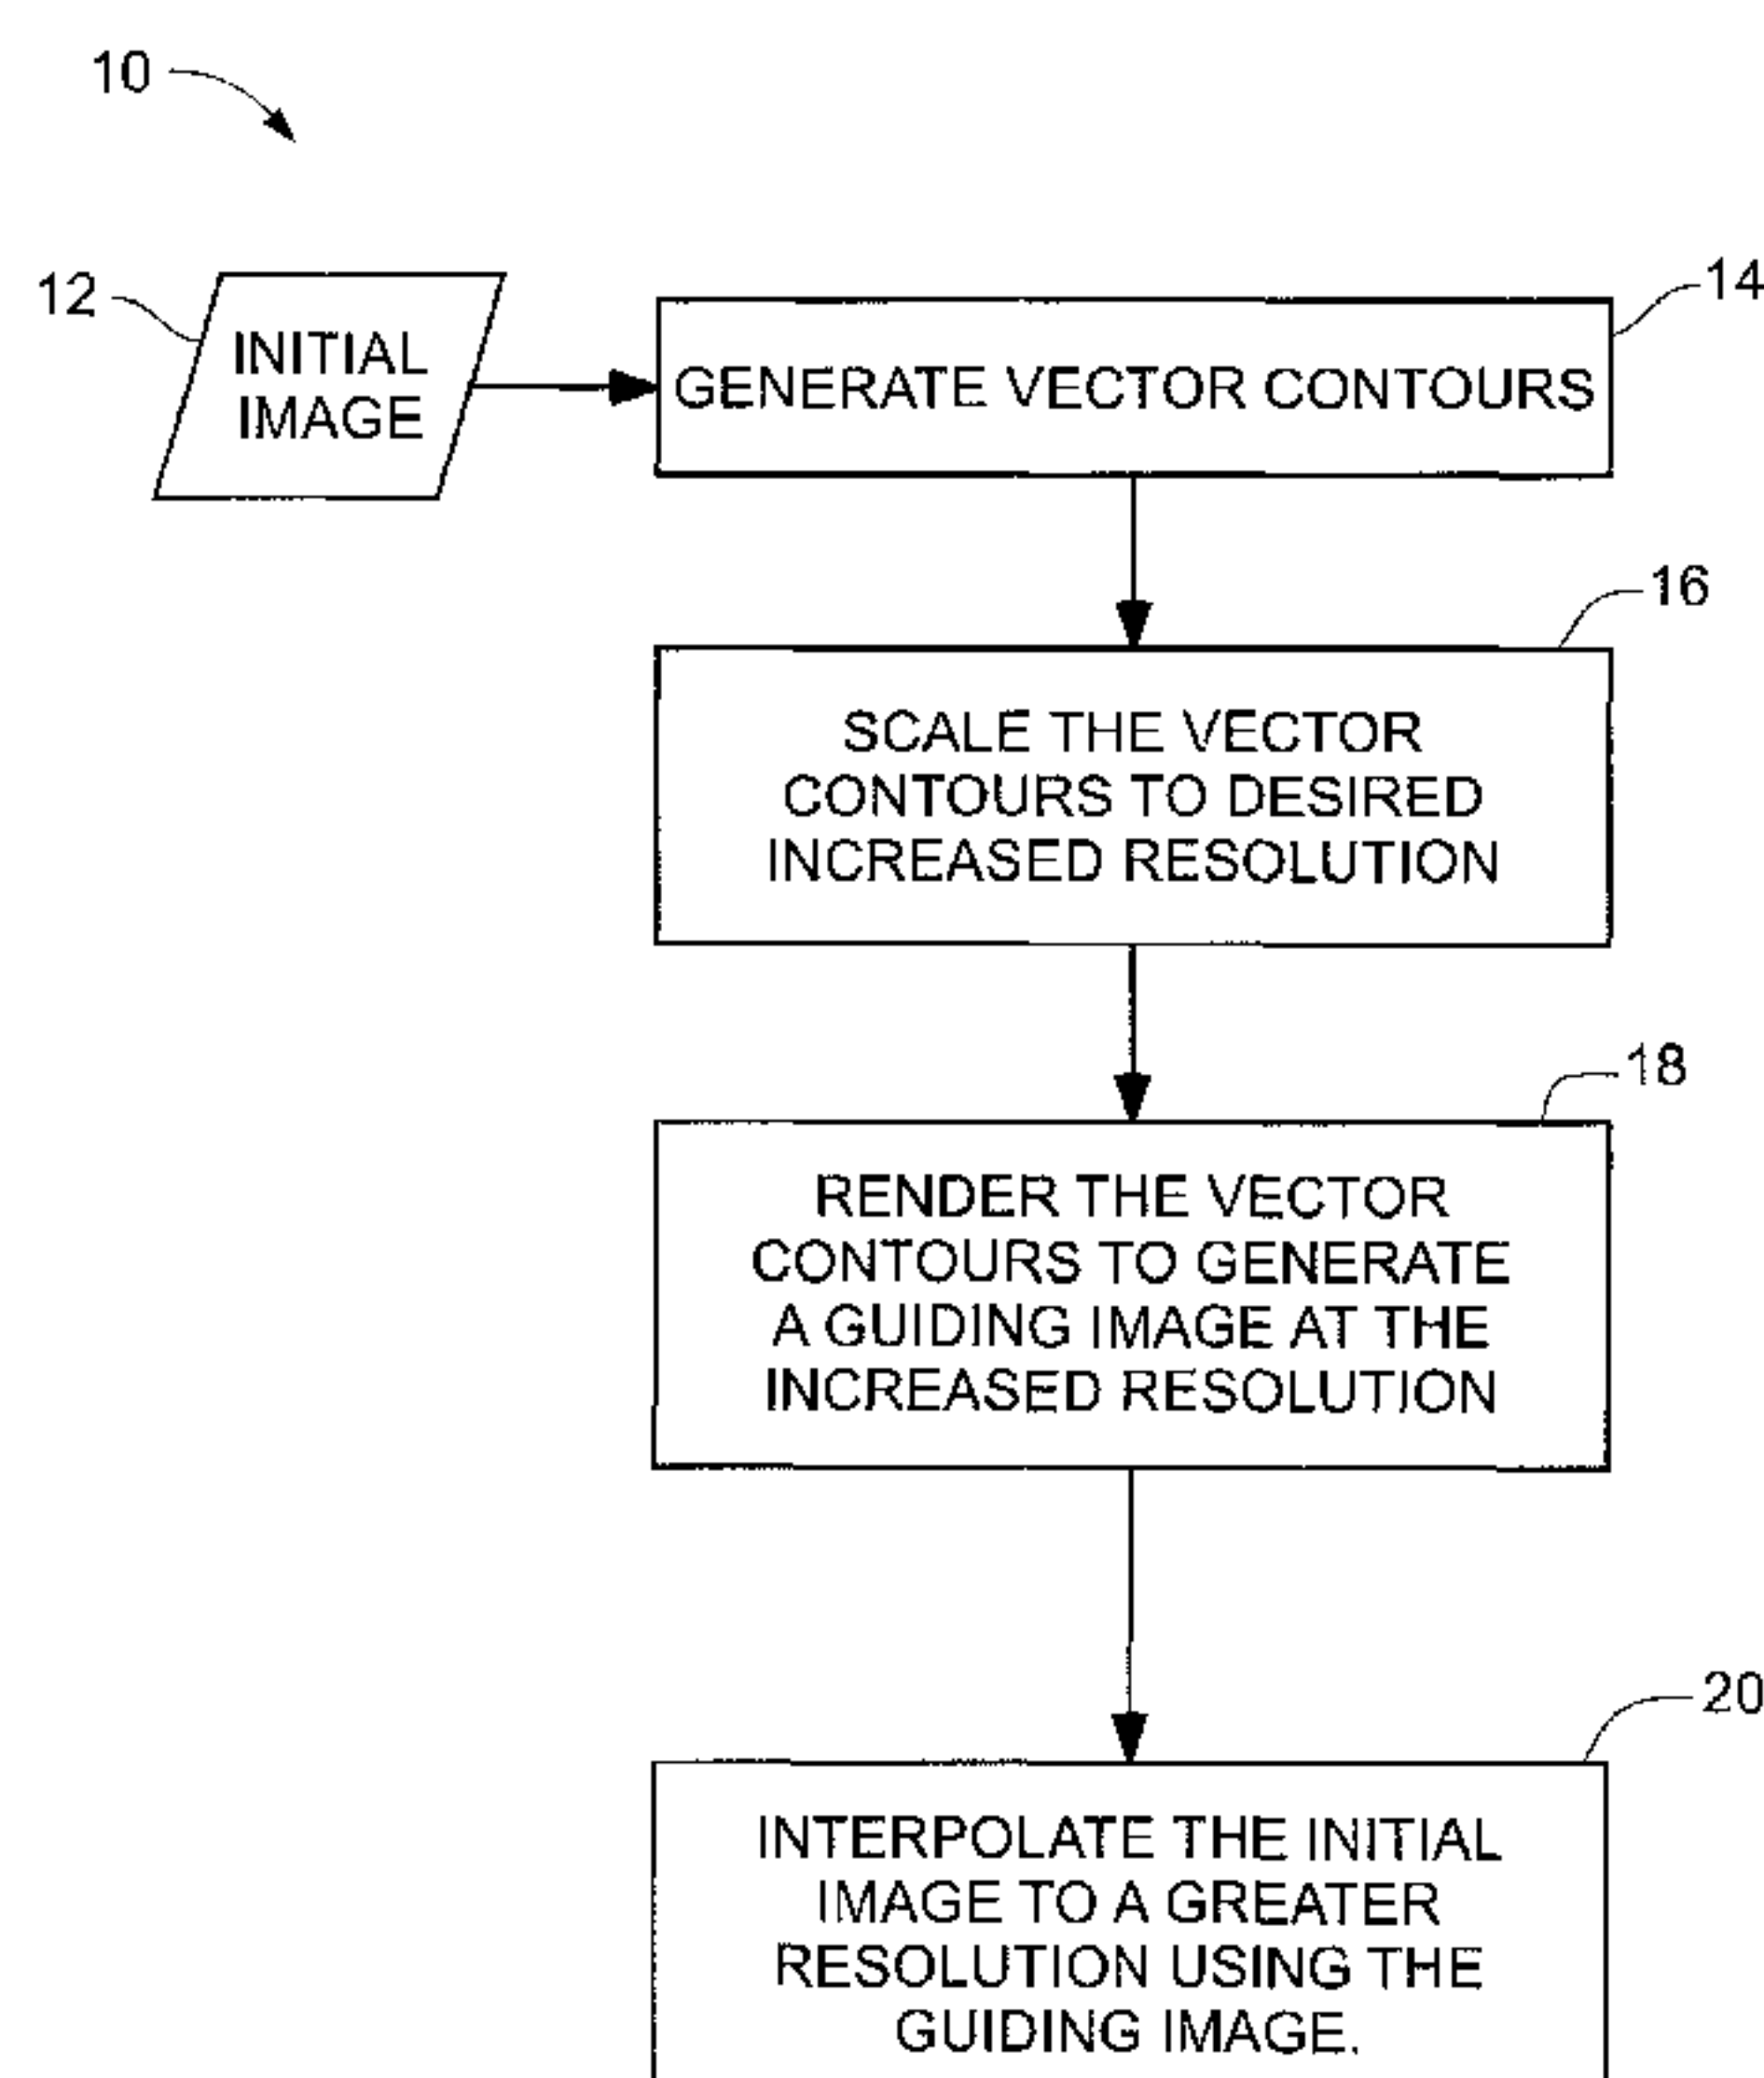 10
12
INITIAL
IMAGE
14
GENERATE VECTOR CONTOURS
16
SCALE THE VECTOR
CONTOURS TO DESIRED
INCREASED RESOLUTION
18
RENDER THE VECTOR
CONTOURS TO GENERATE
A GUIDING IMAGE AT THE
INCREASED RESOLUTION
20
INTERPOLATE THE INITIAL
IMAGE TO A GREATER
RESOLUTION USING THE
GUIDING IMAGE.